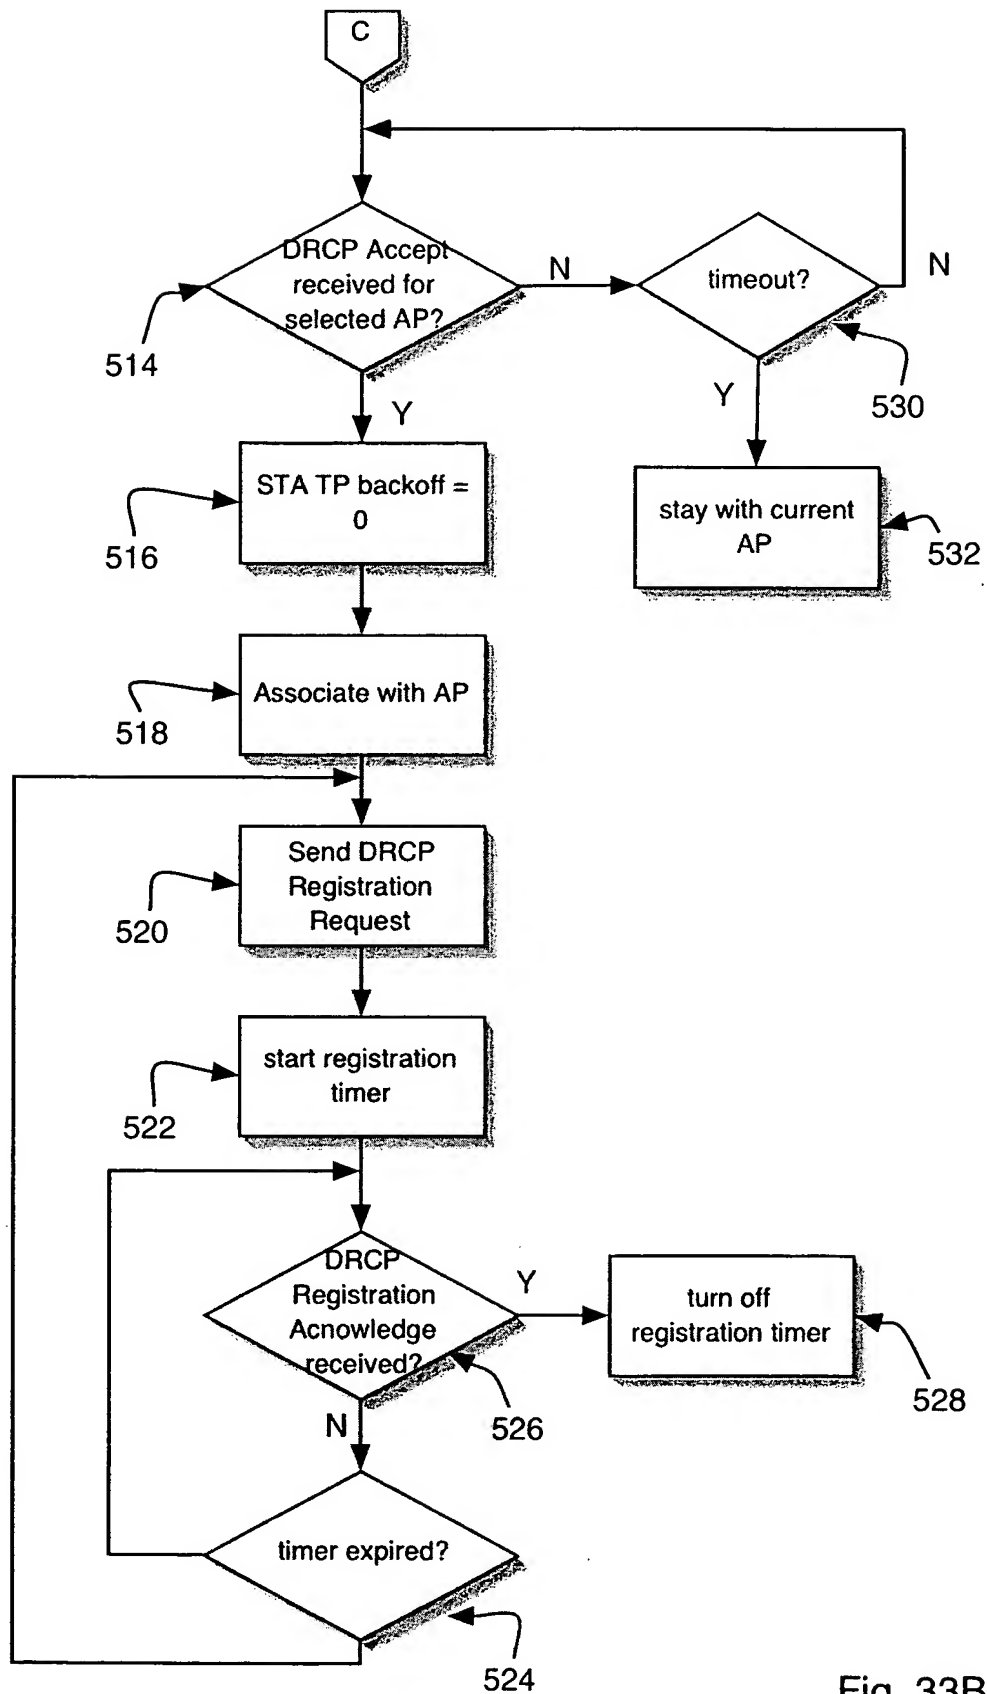 C
DRCP Accept
received for
selected AP?
N
timeout?
N
514
530
Y
Y
STA TP backoff =
0
stay with current
AP
516
532
Associate with AP
518
Send DRCP
Registration
Request
520
start registration
timer
522
DRCP
Registration
Acnowledge
received?
Y
turn off
registration timer
526
528
N
timer expired?
524
Fig. 33B